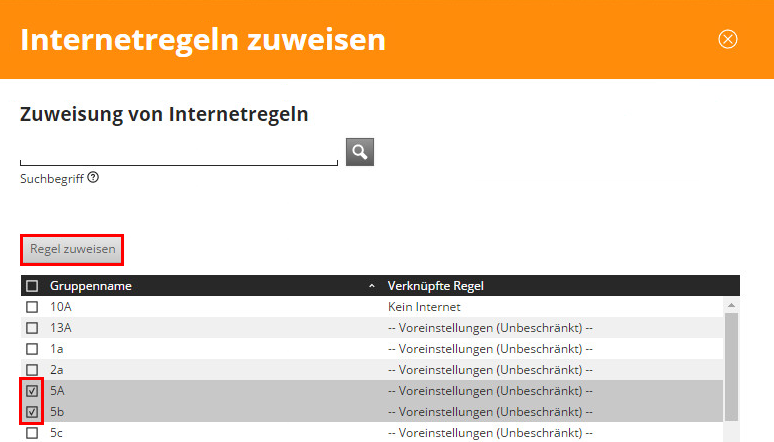 Internetregeln zuweisen
Zuweisung von Internetregeln
Suchbegriff
Regel zuweisen
Gruppenname Verknüpfte Regel
10A Kein Internet
13A -- Voreinstellungen (Unbeschränkt) --
1a -- Voreinstellungen (Unbeschränkt) --
2a -- Voreinstellungen (Unbeschränkt) --
5A -- Voreinstellungen (Unbeschränkt) --
5b -- Voreinstellungen (Unbeschränkt) --
5c -- Voreinstellungen (Unbeschränkt) --